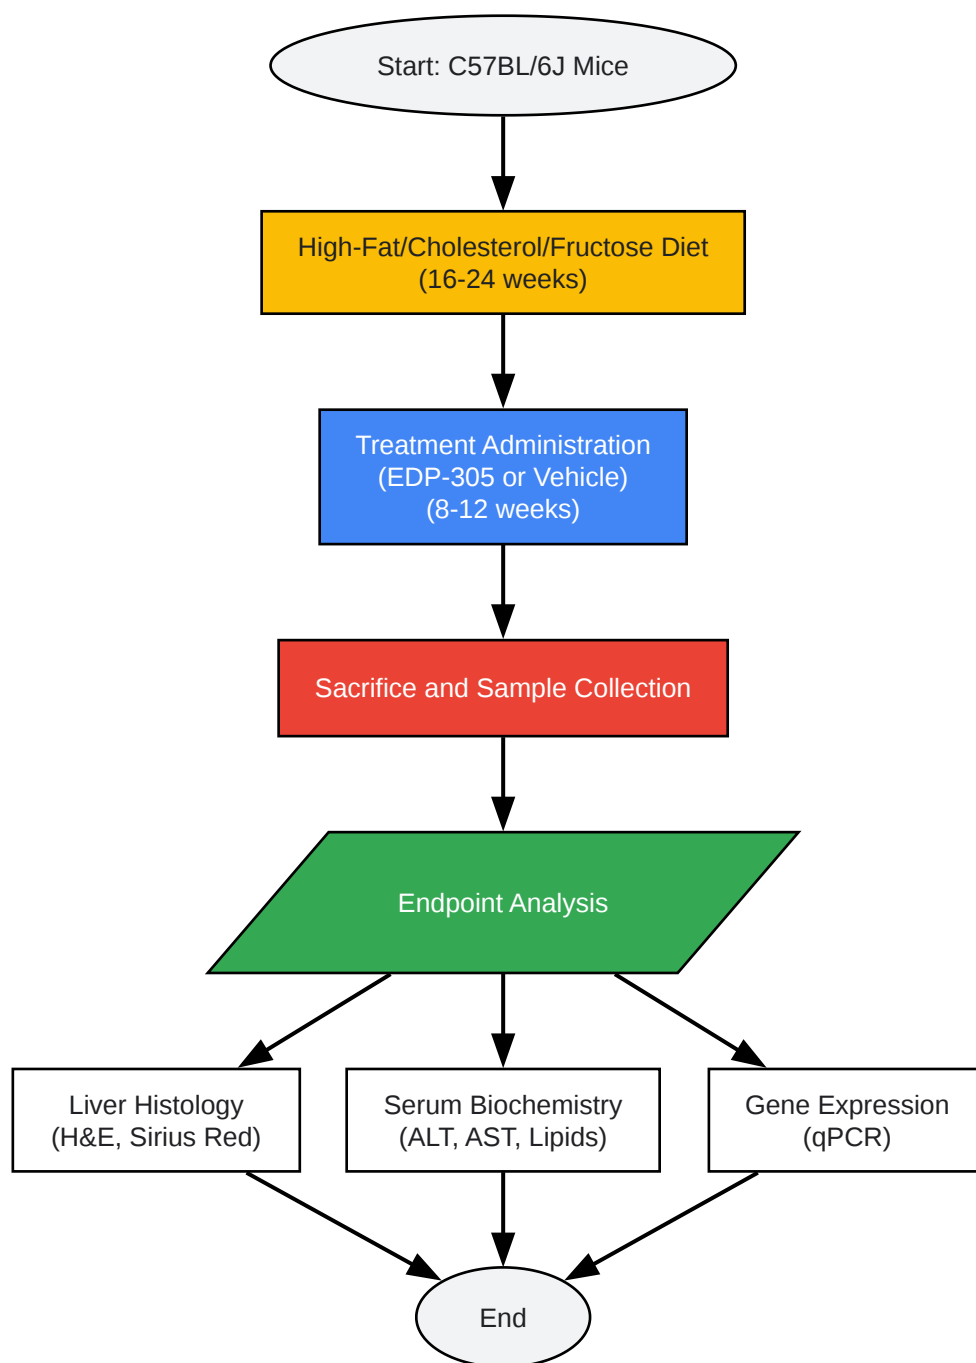 Start: C57BL/6J Mice
High-Fat/Cholesterol/Fructose Diet
(16-24 weeks)
Treatment Administration
(EDP-305 or Vehicle)
(8-12 weeks)
Sacrifice and Sample Collection
Endpoint Analysis
Liver Histology
(H&E, Sirius Red)
Serum Biochemistry
(ALT, AST, Lipids)
Gene Expression
(qPCR)
End